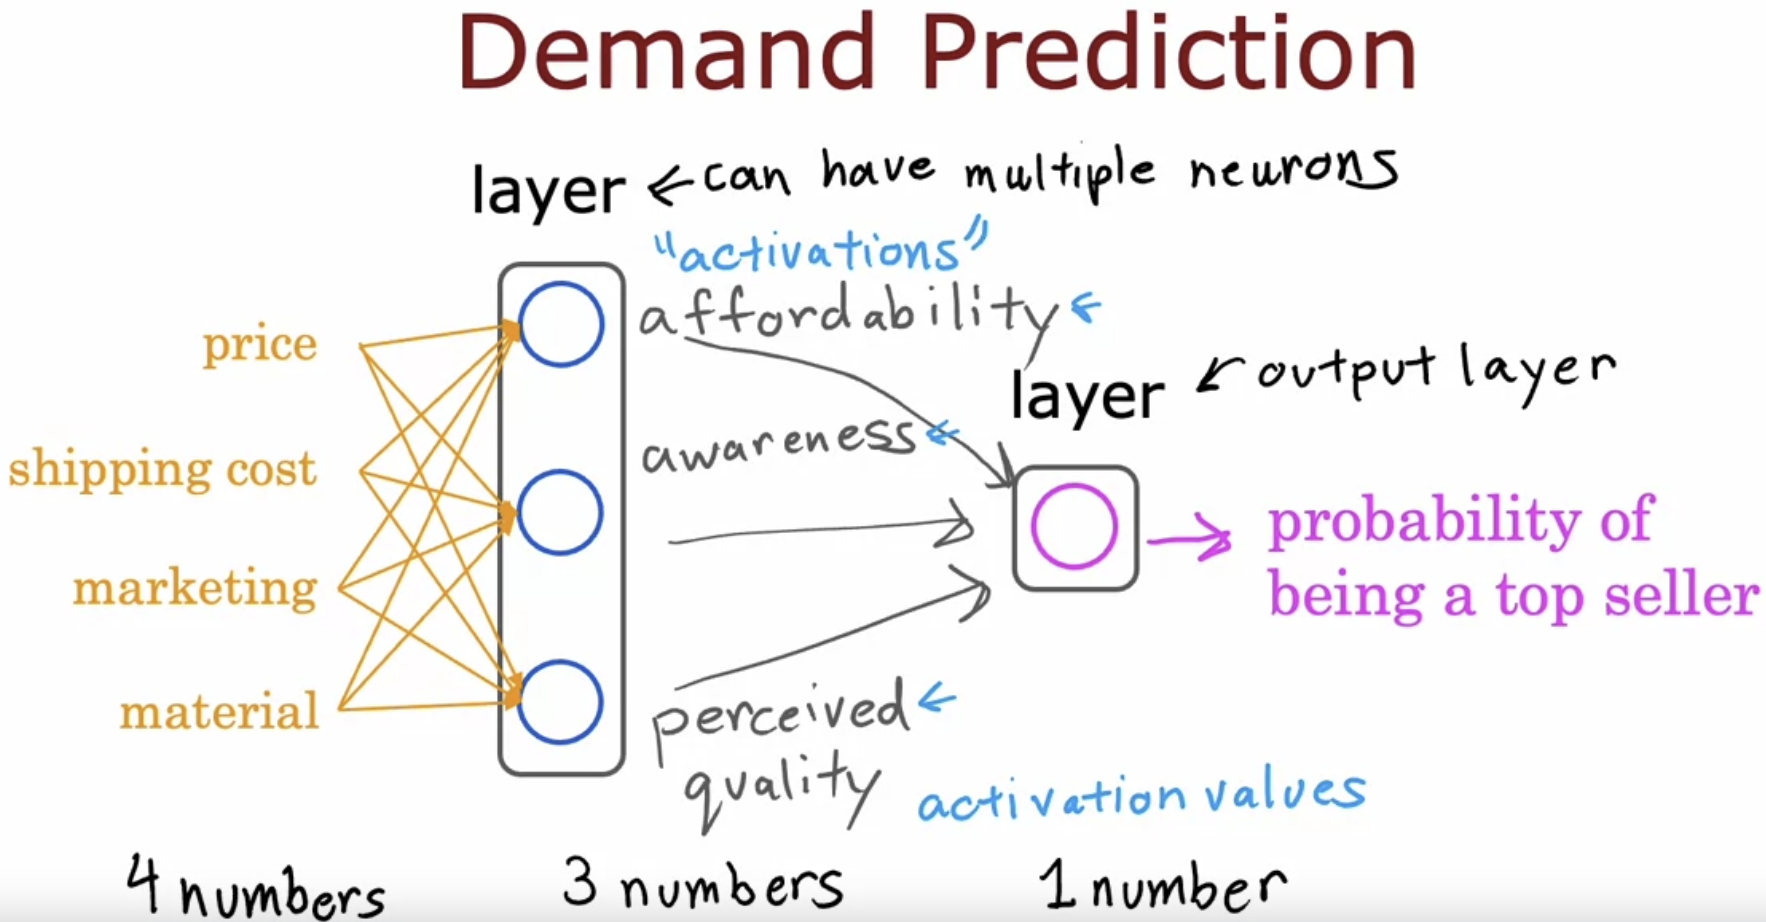 Demand Prediction
layer ← can have multiple neurons
"activations"
affordability ←
price
layer ← output layer
awareness ←
shipping cost
probability of
being a top seller
marketing
material
perceived ←
quality
activation values
4 numbers
3 numbers
1 number